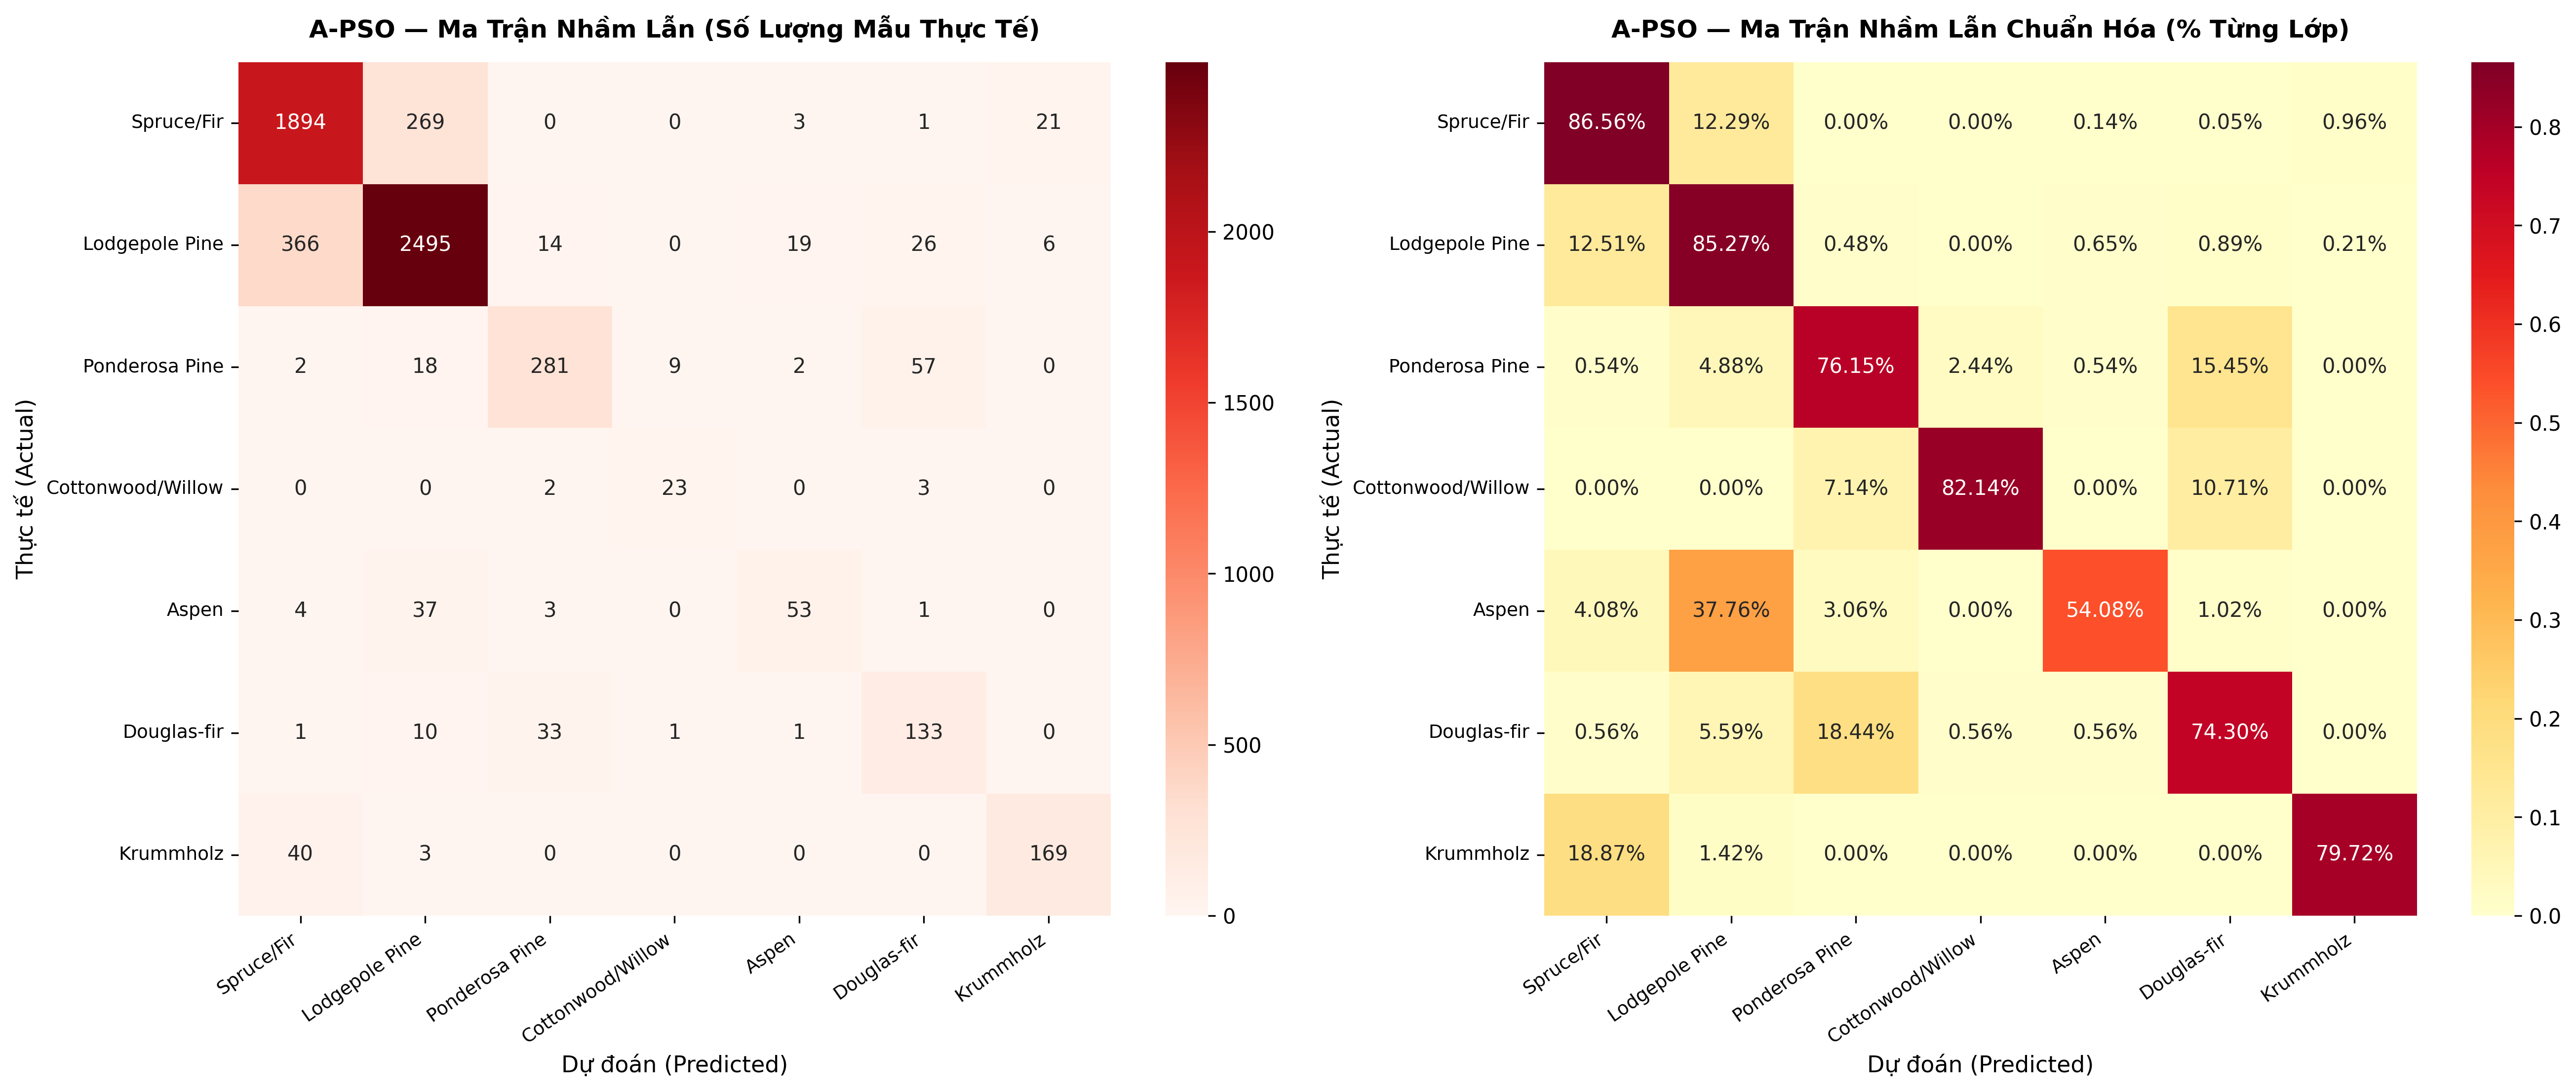 A-PSO — Ma Trận Nhầm Lẫn (Số Lượng Mẫu Thực Tế)
Thực tế (Actual)
Spruce/Fir 1894 269 0 0 3 1 21
Lodgepole Pine 366 2495 14 0 19 26 6
Ponderosa Pine 2 18 281 9 2 57 0
Cottonwood/Willow 0 0 2 23 0 3 0
Aspen 4 37 3 0 53 1 0
Douglas-fir 1 10 33 1 1 133 0
Krummholz 40 3 0 0 0 0 169
Spruce/Fir Lodgepole Pine Ponderosa Pine Cottonwood/Willow Aspen Douglas-fir Krummholz
Dự đoán (Predicted)
2000
1500
1000
500
0
A-PSO — Ma Trận Nhầm Lẫn Chuẩn Hóa (% Từng Lớp)
Thực tế (Actual)
Spruce/Fir 86.56% 12.29% 0.00% 0.00% 0.14% 0.05% 0.96%
Lodgepole Pine 12.51% 85.27% 0.48% 0.00% 0.65% 0.89% 0.21%
Ponderosa Pine 0.54% 4.88% 76.15% 2.44% 0.54% 15.45% 0.00%
Cottonwood/Willow 0.00% 0.00% 7.14% 82.14% 0.00% 10.71% 0.00%
Aspen 4.08% 37.76% 3.06% 0.00% 54.08% 1.02% 0.00%
Douglas-fir 0.56% 5.59% 18.44% 0.56% 0.56% 74.30% 0.00%
Krummholz 18.87% 1.42% 0.00% 0.00% 0.00% 0.00% 79.72%
Spruce/Fir Lodgepole Pine Ponderosa Pine Cottonwood/Willow Aspen Douglas-fir Krummholz
Dự đoán (Predicted)
0.8
0.7
0.6
0.5
0.4
0.3
0.2
0.1
0.0